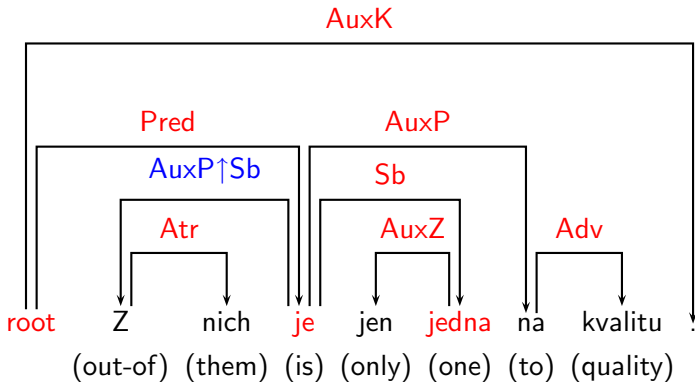 AuxK
Pred AuxP
AuxP↑Sb Sb
Atr AuxZ Adv
root Z nich je jen jedna na kvalitu .
(out-of) (them) (is) (only) (one) (to) (quality)